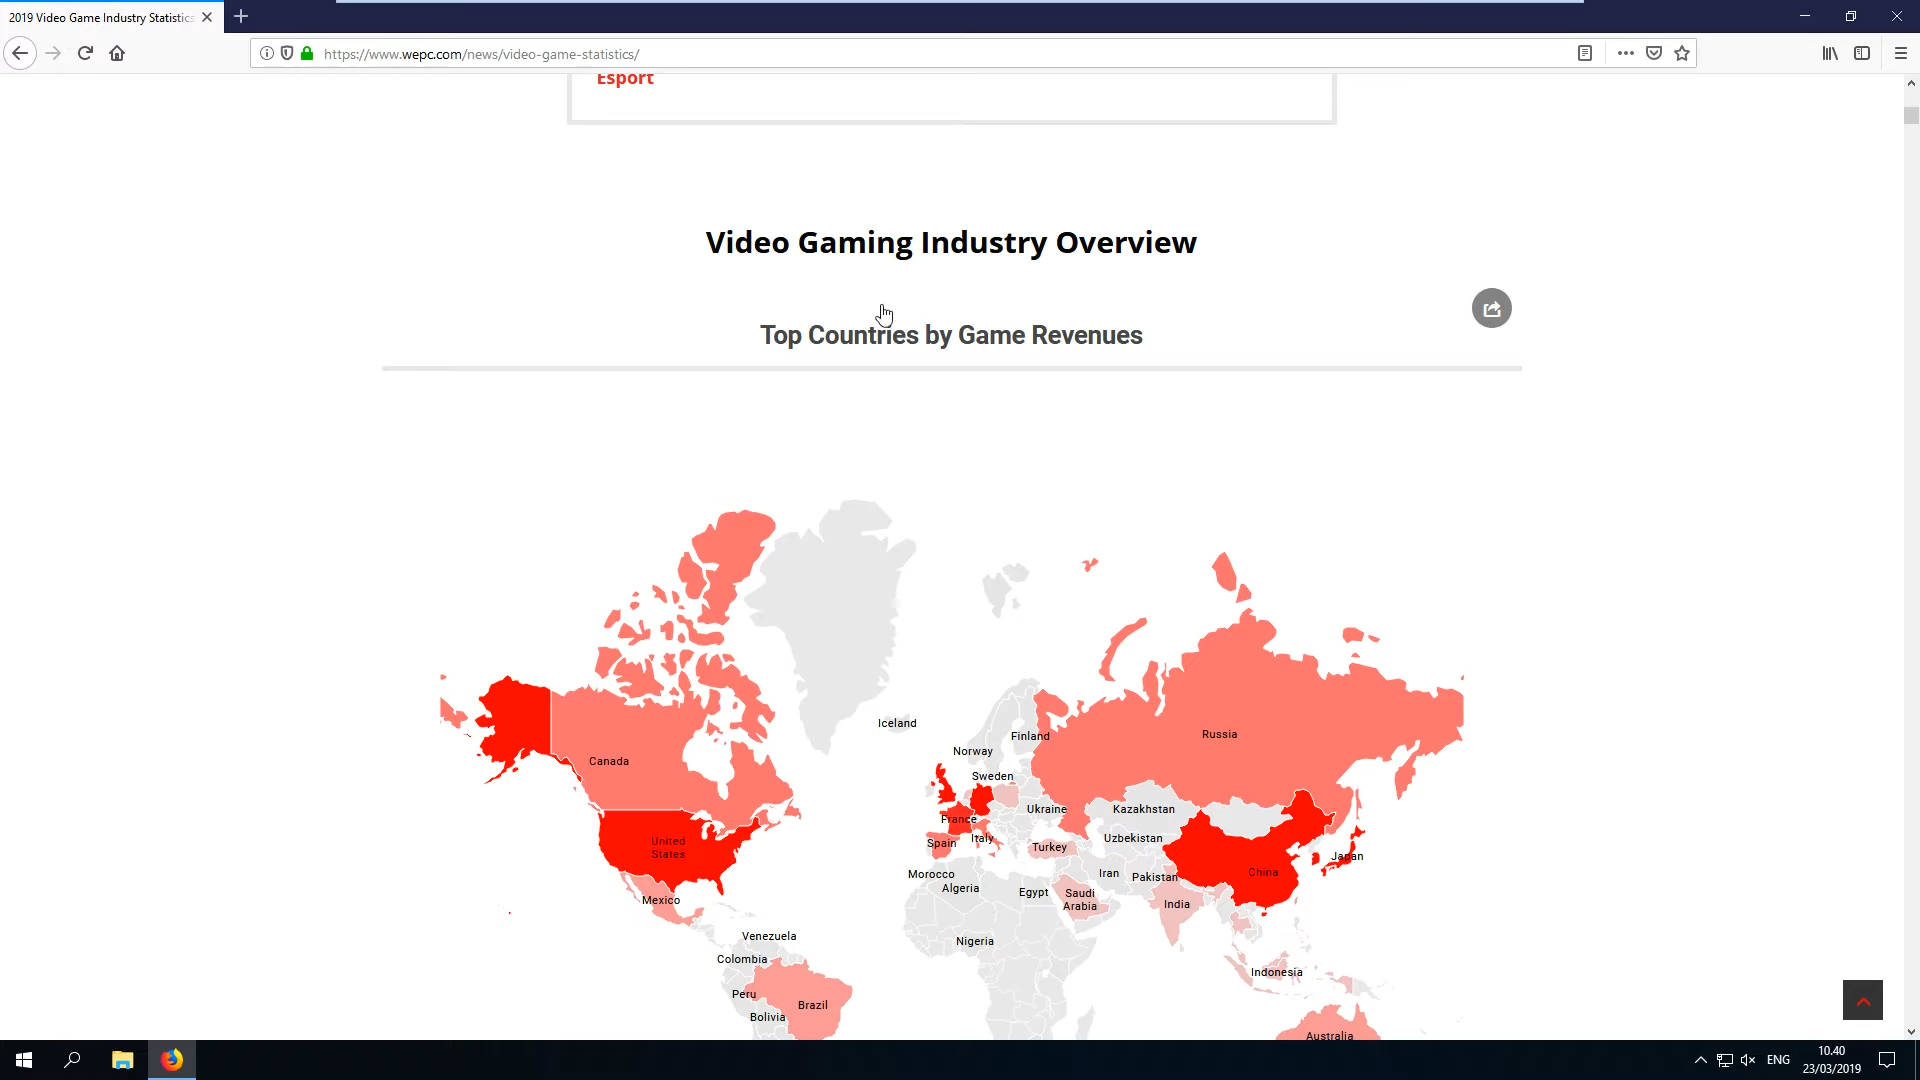 2019 Video Game Industry Statistics
https://www.wepc.com/news/video-game-statistics/
Esport
Video Gaming Industry Overview
Top Countries by Game Revenues
Iceland
Finland
Russia
Norway
Canada
Sweden
Ukraine
Kazakhstan
France
United
States
Spain
Italy
Uzbekistan
Turkey
Japan
Morocco
Iran
Pakistan
China
Algeria
Egypt
Saudi
Arabia
Mexico
India
Venezuela
Nigeria
Colombia
Indonesia
Peru
Brazil
Bolivia
Australia
ENG
10.40
23/03/2019